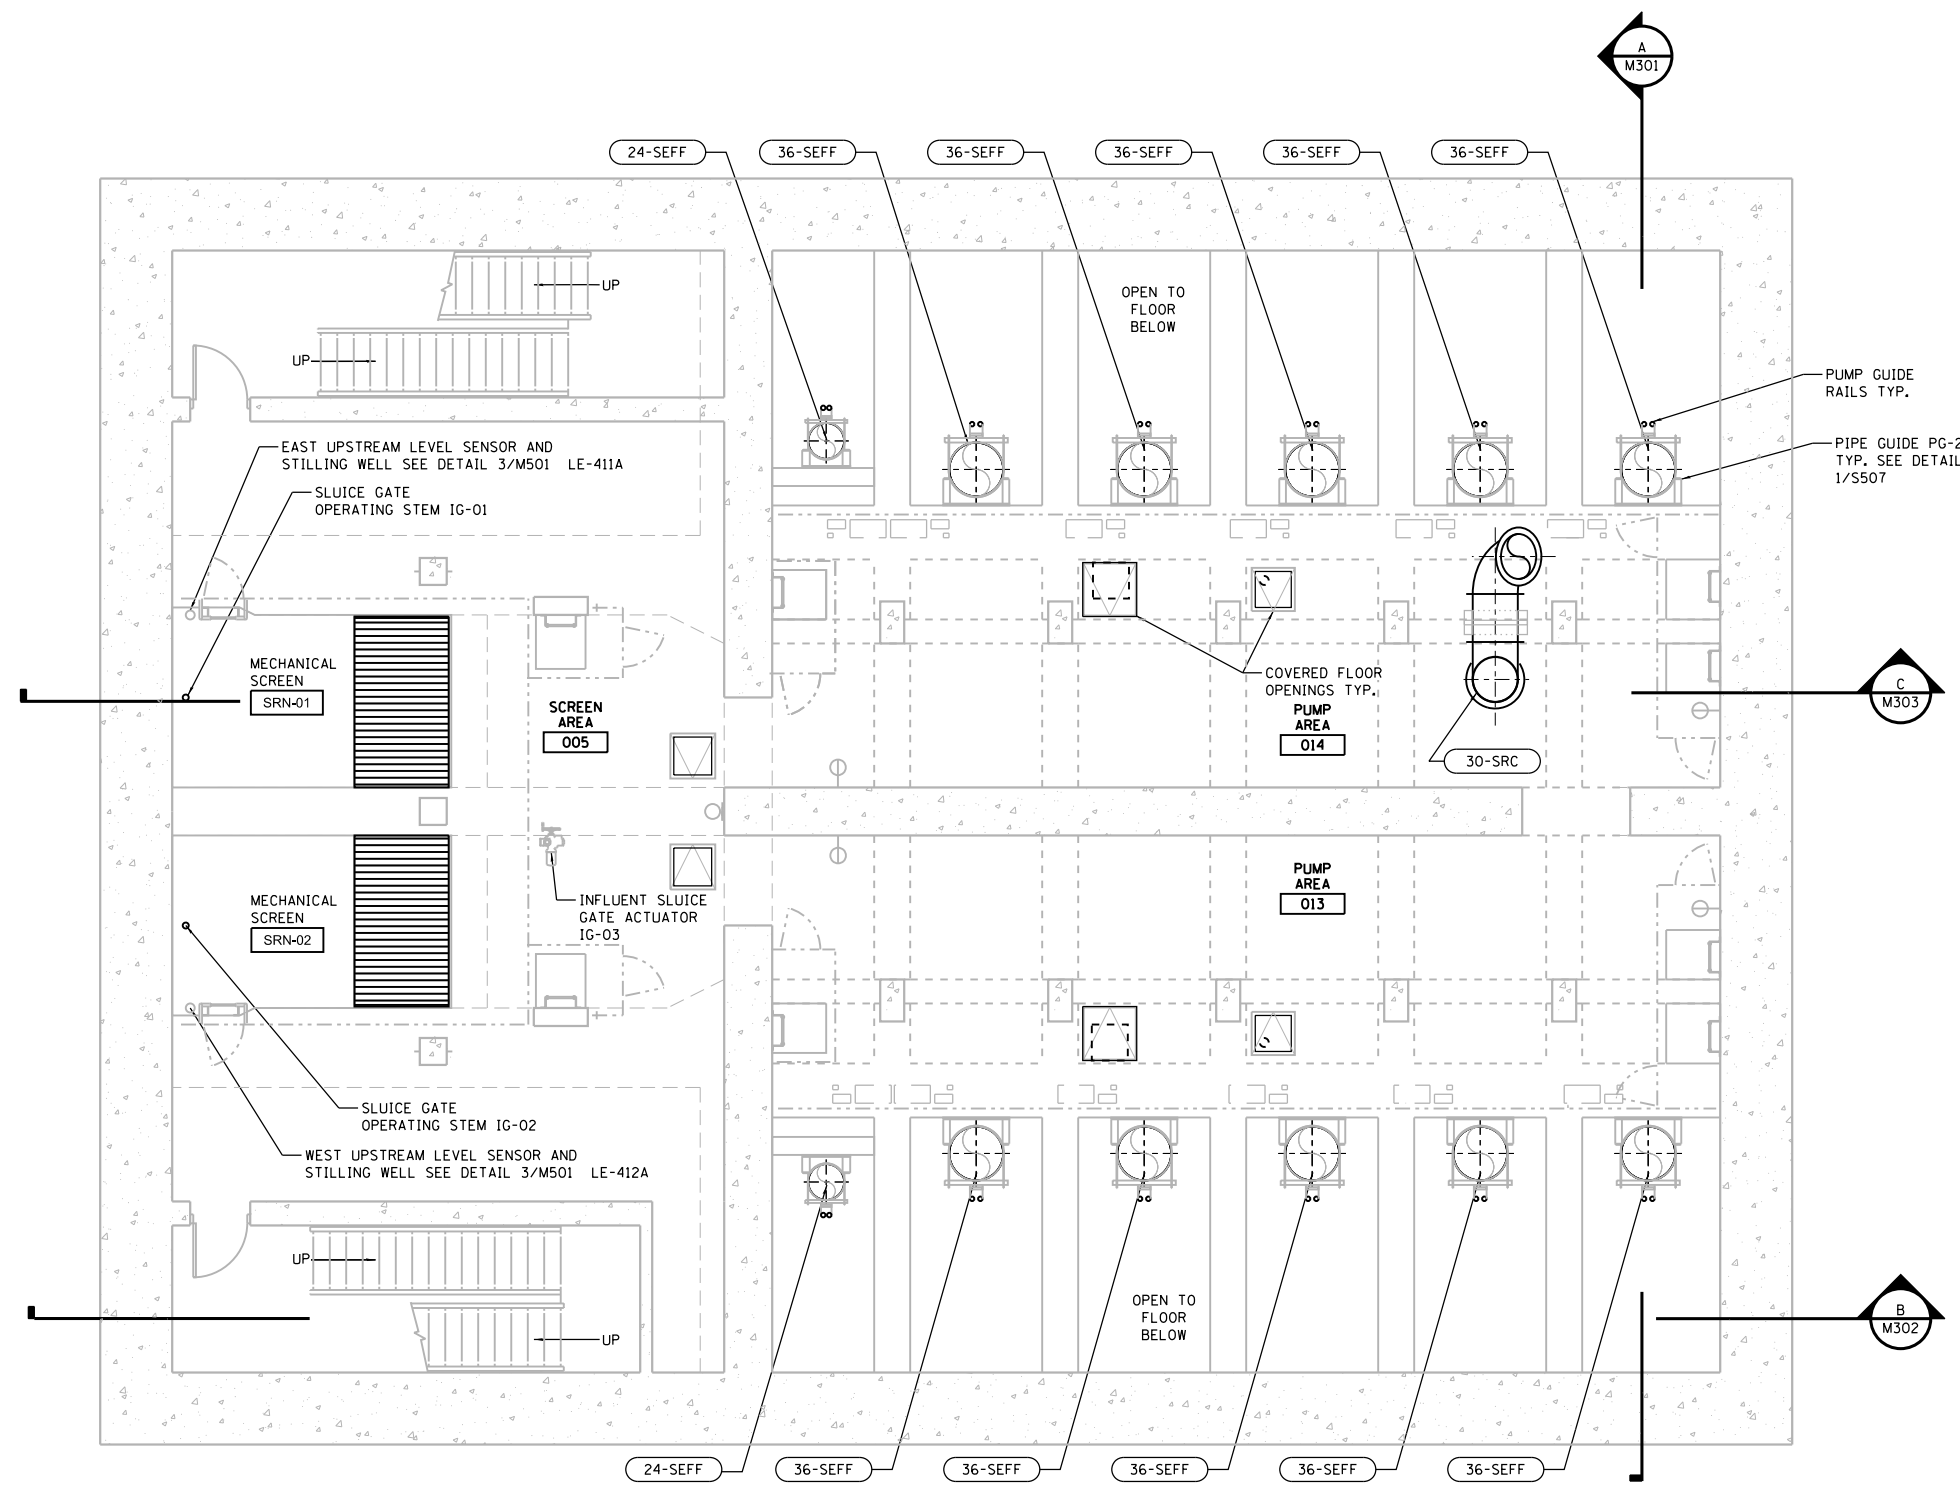 A
M301
24-SEFF
36-SEFF
36-SEFF
36-SEFF
36-SEFF
36-SEFF
UP
OPEN TO
FLOOR
BELOW
UP
PUMP GUIDE
RAILS TYP.
EAST UPSTREAM LEVEL SENSOR AND
STILLING WELL SEE DETAIL 3/M501 LE-411A
PIPE GUIDE PG-2
TYP. SEE DETAIL
1/S507
SLUICE GATE
OPERATING STEM IG-01
MECHANICAL
SCREEN
SRN-01
SCREEN
AREA
005
COVERED FLOOR
OPENINGS TYP.
PUMP
AREA
014
C
M303
30-SRC
MECHANICAL
SCREEN
SRN-02
INFLUENT SLUICE
GATE ACTUATOR
IG-03
PUMP
AREA
013
SLUICE GATE
OPERATING STEM IG-02
WEST UPSTREAM LEVEL SENSOR AND
STILLING WELL SEE DETAIL 3/M501 LE-412A
UP
UP
OPEN TO
FLOOR
BELOW
B
M302
24-SEFF
36-SEFF
36-SEFF
36-SEFF
36-SEFF
36-SEFF